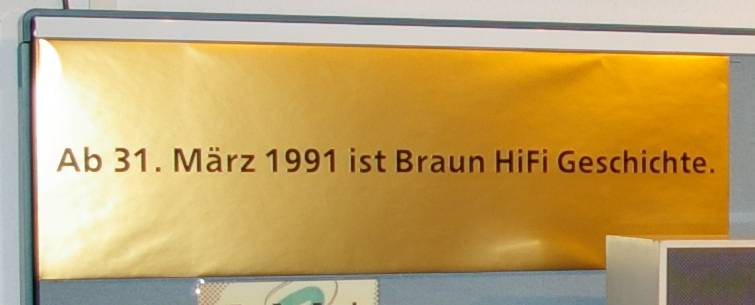 Ab 31. März 1991 ist Braun HiFi Geschichte.